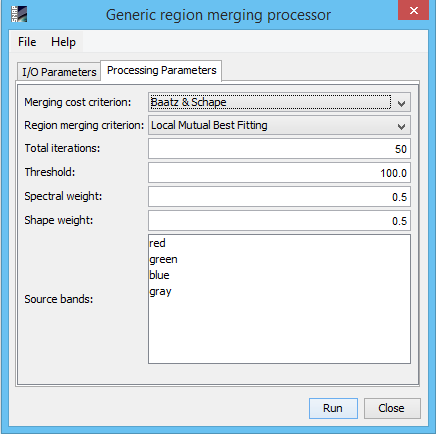 SNAP
Generic region merging processor
File Help
I/O Parameters Processing Parameters
Merging cost criterion: Baatz & Schape
Region merging criterion: Local Mutual Best Fitting
Total iterations: 50
Threshold: 100.0
Spectral weight: 0.5
Shape weight: 0.5
red
green
blue
gray
Source bands:
Run Close